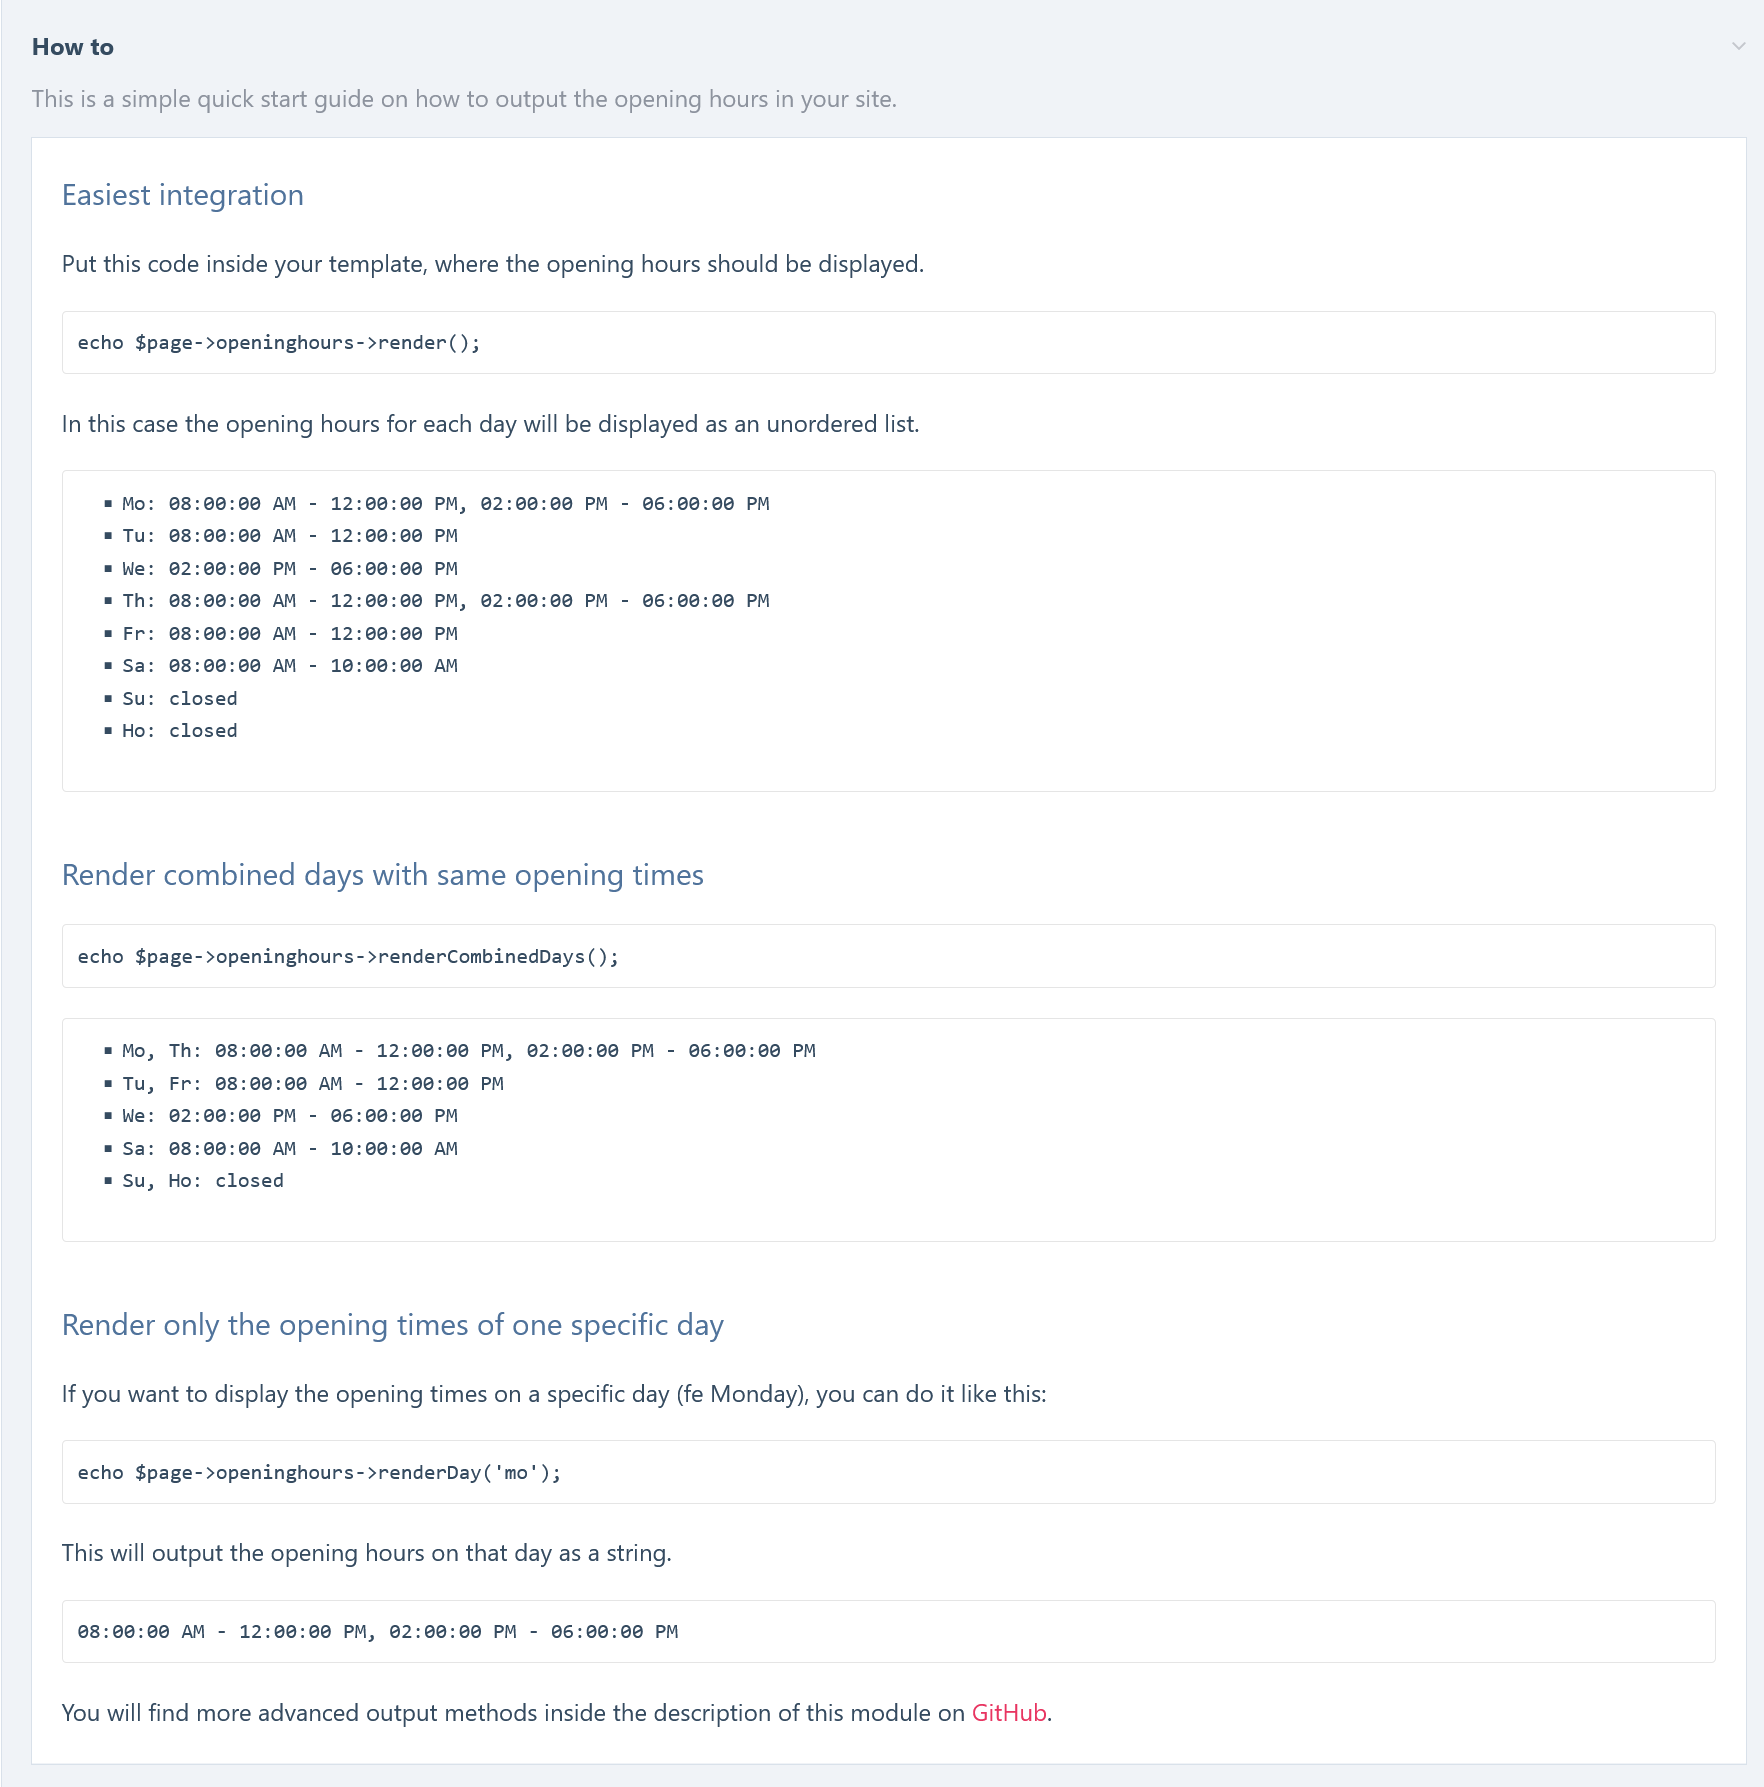 How to
This is a simple quick start guide on how to output the opening hours in your site.
Easiest integration
Put this code inside your template, where the opening hours should be displayed.
echo $page->openinghours->render();
In this case the opening hours for each day will be displayed as an unordered list.
▪ Mo: 08:00:00 AM - 12:00:00 PM, 02:00:00 PM - 06:00:00 PM
▪ Tu: 08:00:00 AM - 12:00:00 PM
▪ We: 02:00:00 PM - 06:00:00 PM
▪ Th: 08:00:00 AM - 12:00:00 PM, 02:00:00 PM - 06:00:00 PM
▪ Fr: 08:00:00 AM - 12:00:00 PM
▪ Sa: 08:00:00 AM - 10:00:00 AM
▪ Su: closed
▪ Ho: closed
Render combined days with same opening times
echo $page->openinghours->renderCombinedDays();
▪ Mo, Th: 08:00:00 AM - 12:00:00 PM, 02:00:00 PM - 06:00:00 PM
▪ Tu, Fr: 08:00:00 AM - 12:00:00 PM
▪ We: 02:00:00 PM - 06:00:00 PM
▪ Sa: 08:00:00 AM - 10:00:00 AM
▪ Su, Ho: closed
Render only the opening times of one specific day
If you want to display the opening times on a specific day (fe Monday), you can do it like this:
echo $page->openinghours->renderDay('mo');
This will output the opening hours on that day as a string.
08:00:00 AM - 12:00:00 PM, 02:00:00 PM - 06:00:00 PM
You will find more advanced output methods inside the description of this module on GitHub.